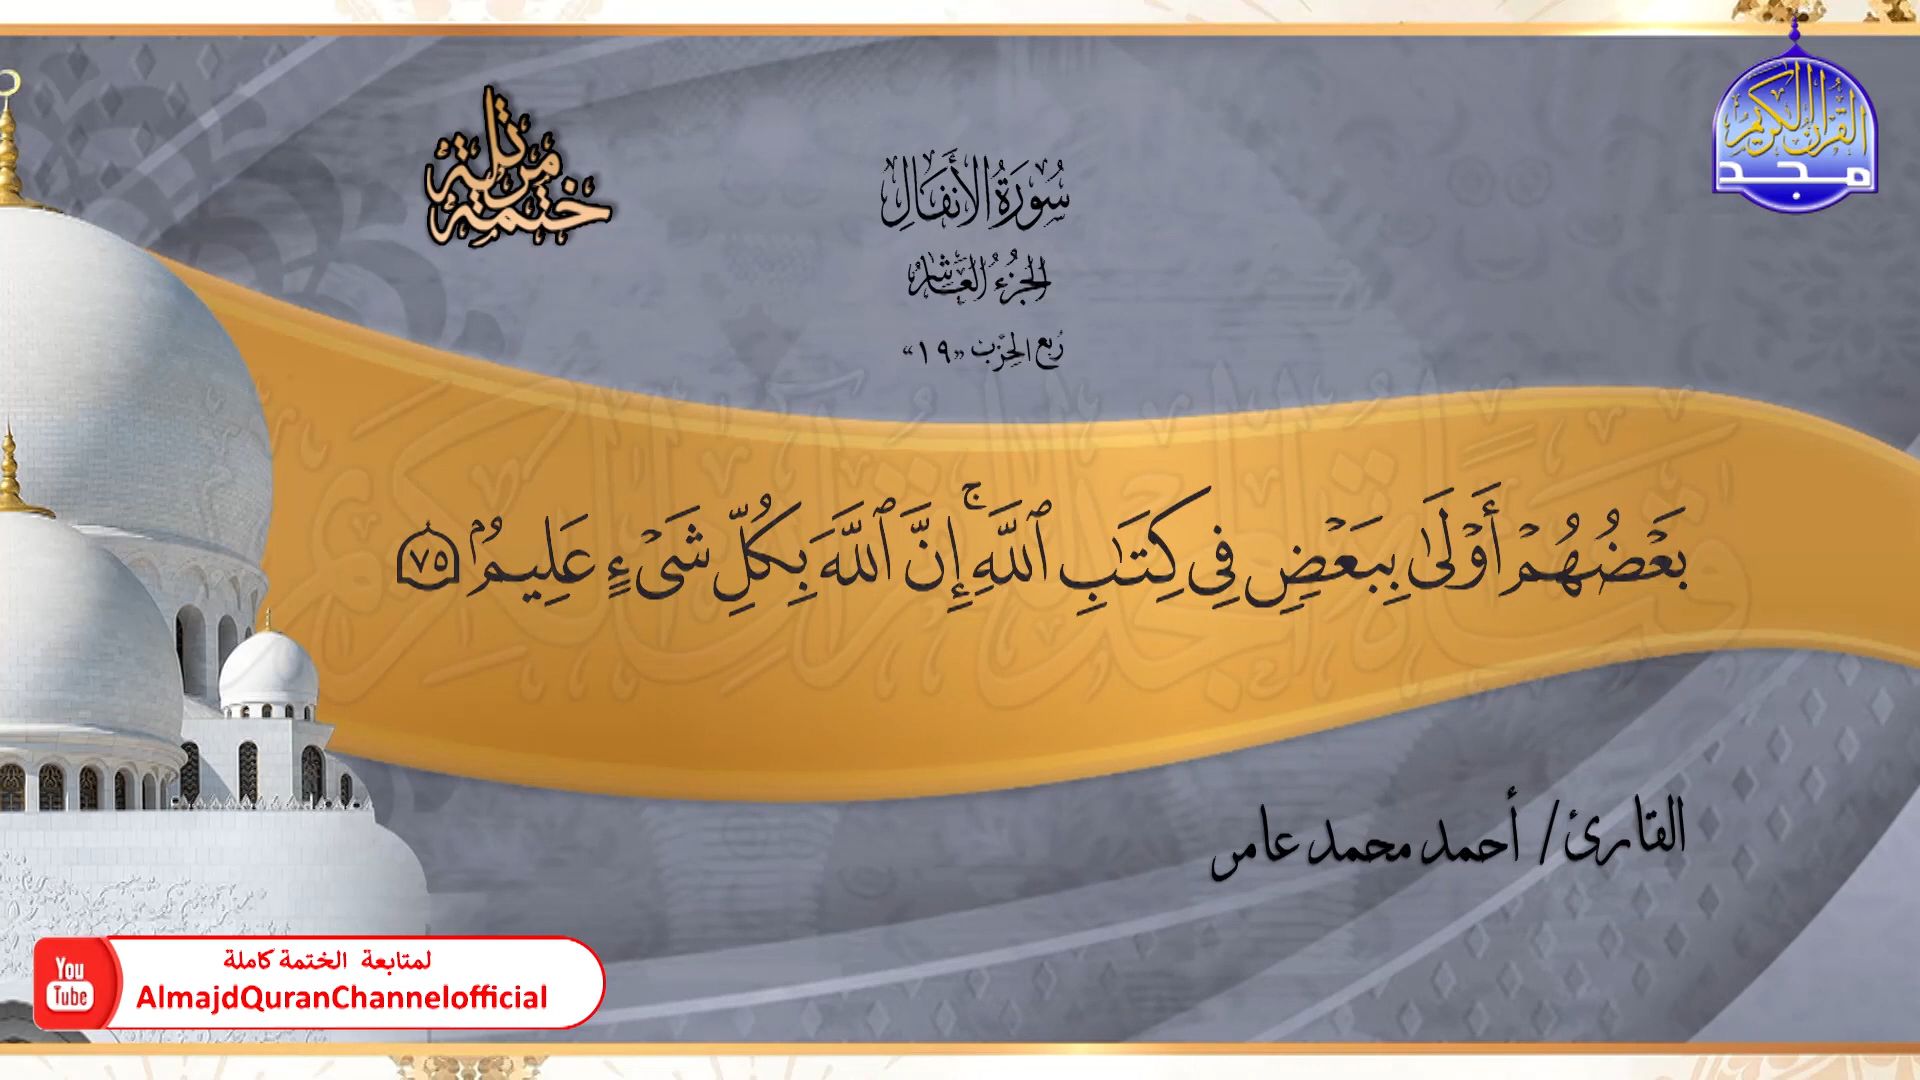 القرآن الكريم
مجد
ختمة
مرتلة
سُورَةُ الأَنفَالِ
الجُزءُ العَاشِرُ
رُبع الحِزْب «١٩»
بَعۡضُهُمۡ أَوۡلَىٰ بِبَعۡضٖ فِي كِتَٰبِ ٱللَّهِۚ إِنَّ ٱللَّهَ بِكُلِّ شَيۡءٍ عَلِيمُۢ ٧٥
القارئ / أحمد محمد عامر
لمتابعة الختمة كاملة
You
Tube
AlmajdQuranChannelofficial